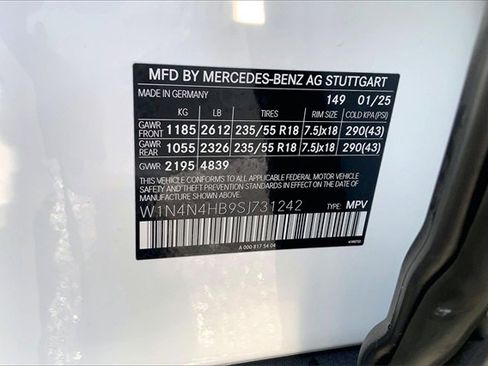 MFD BY MERCEDES-BENZ AG STUTTGART
MADE IN GERMANY 149 01/25
KG LB TIRES RIM SIZE COLD KPA (PSI)
GAWR FRONT 1185 2612 235/55 R18 7.5Jx18 290(43)
GAWR REAR 1055 2326 235/55 R18 7.5Jx18 290(43)
GVWR 2195 4839
THIS VEHICLE CONFORMS TO ALL APPLICABLE FEDERAL MOTOR VEHICLE
SAFETY, BUMPER, AND THEFT PREVENTION STANDARDS IN EFFECT ON THE
DATE OF MANUFACTURE SHOWN ABOVE.
W1N4N4HB9SJ731242 TYPE: MPV
A 000 817 54 04